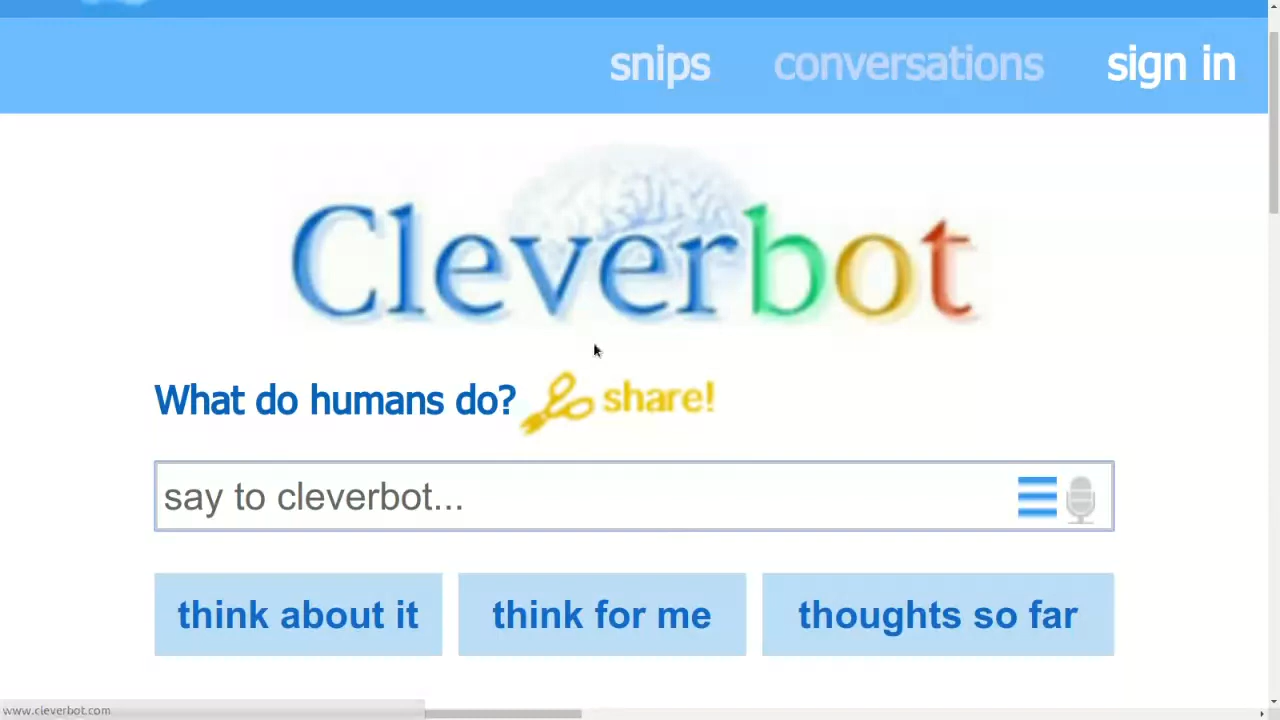 snips conversations sign in
Cleverbot
What do humans do? share!
say to cleverbot...
think about it think for me thoughts so far
www.cleverbot.com